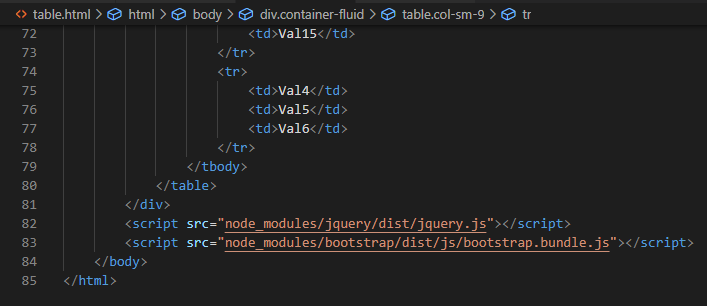 table.html > html > body > div.container-fluid > table.col-sm-9 > tr
72 <td>Val15</td>
73 </tr>
74 <tr>
75 <td>Val4</td>
76 <td>Val5</td>
77 <td>Val6</td>
78 </tr>
79 </tbody>
80 </table>
81 </div>
82 <script src="node_modules/jquery/dist/jquery.js"></script>
83 <script src="node_modules/bootstrap/dist/js/bootstrap.bundle.js"></script>
84 </body>
85 </html>